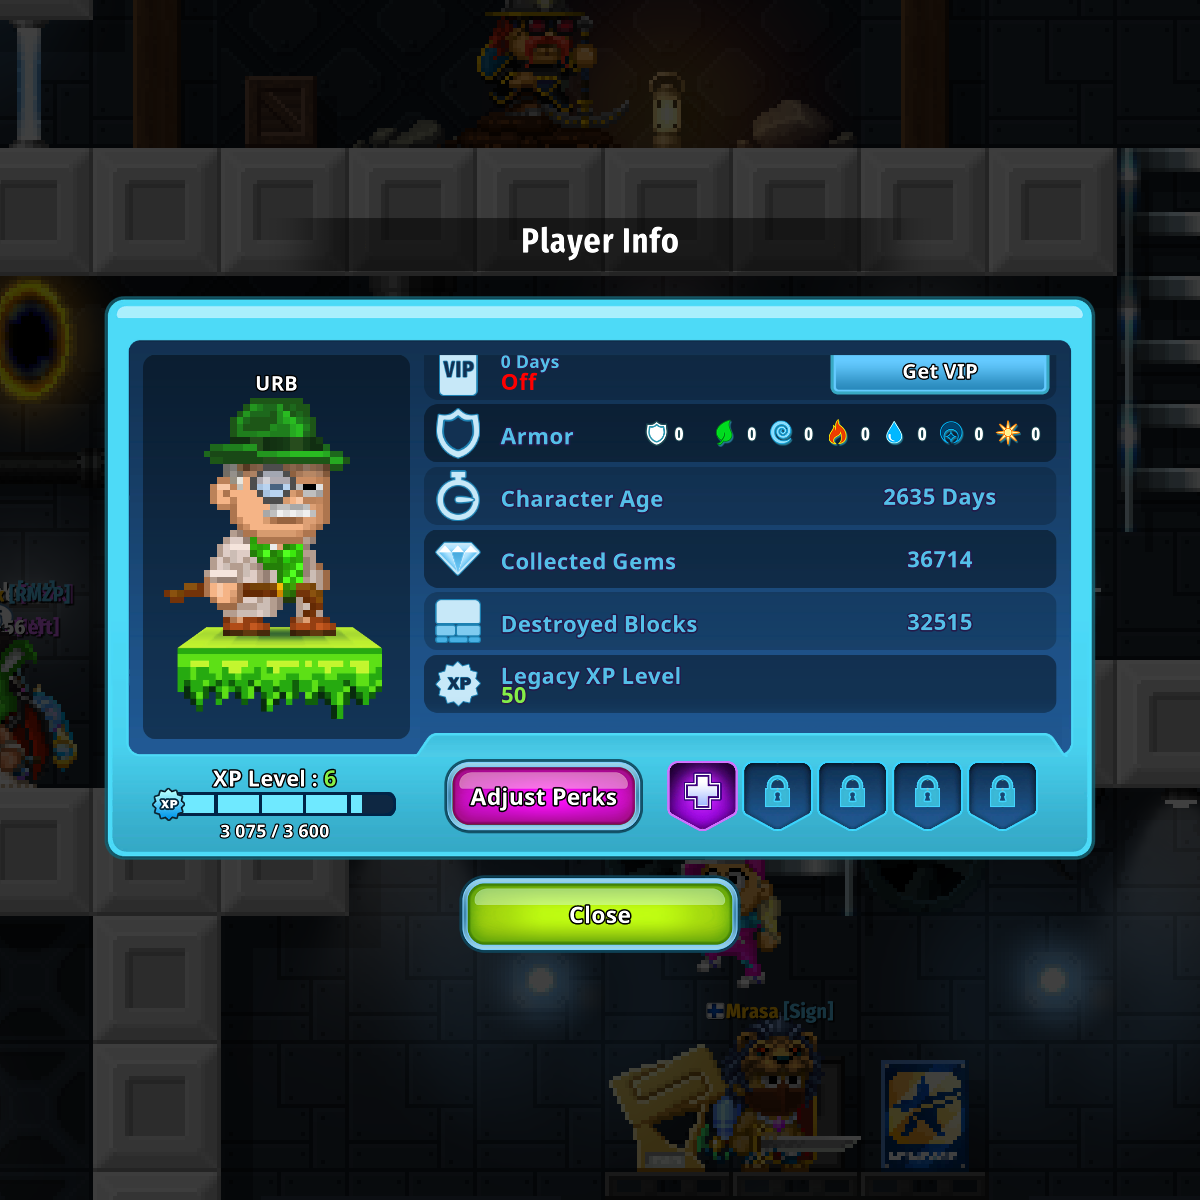 Player Info
URB
VIP
0 Days
Off
Get VIP
Armor
0 0 0 0 0 0 0
Character Age
2635 Days
Collected Gems
36714
Destroyed Blocks
32515
XP
Legacy XP Level
50
XP Level : 6
XP
3 075 / 3 600
Adjust Perks
Close
[RMZP]
Mrasa [Sign]